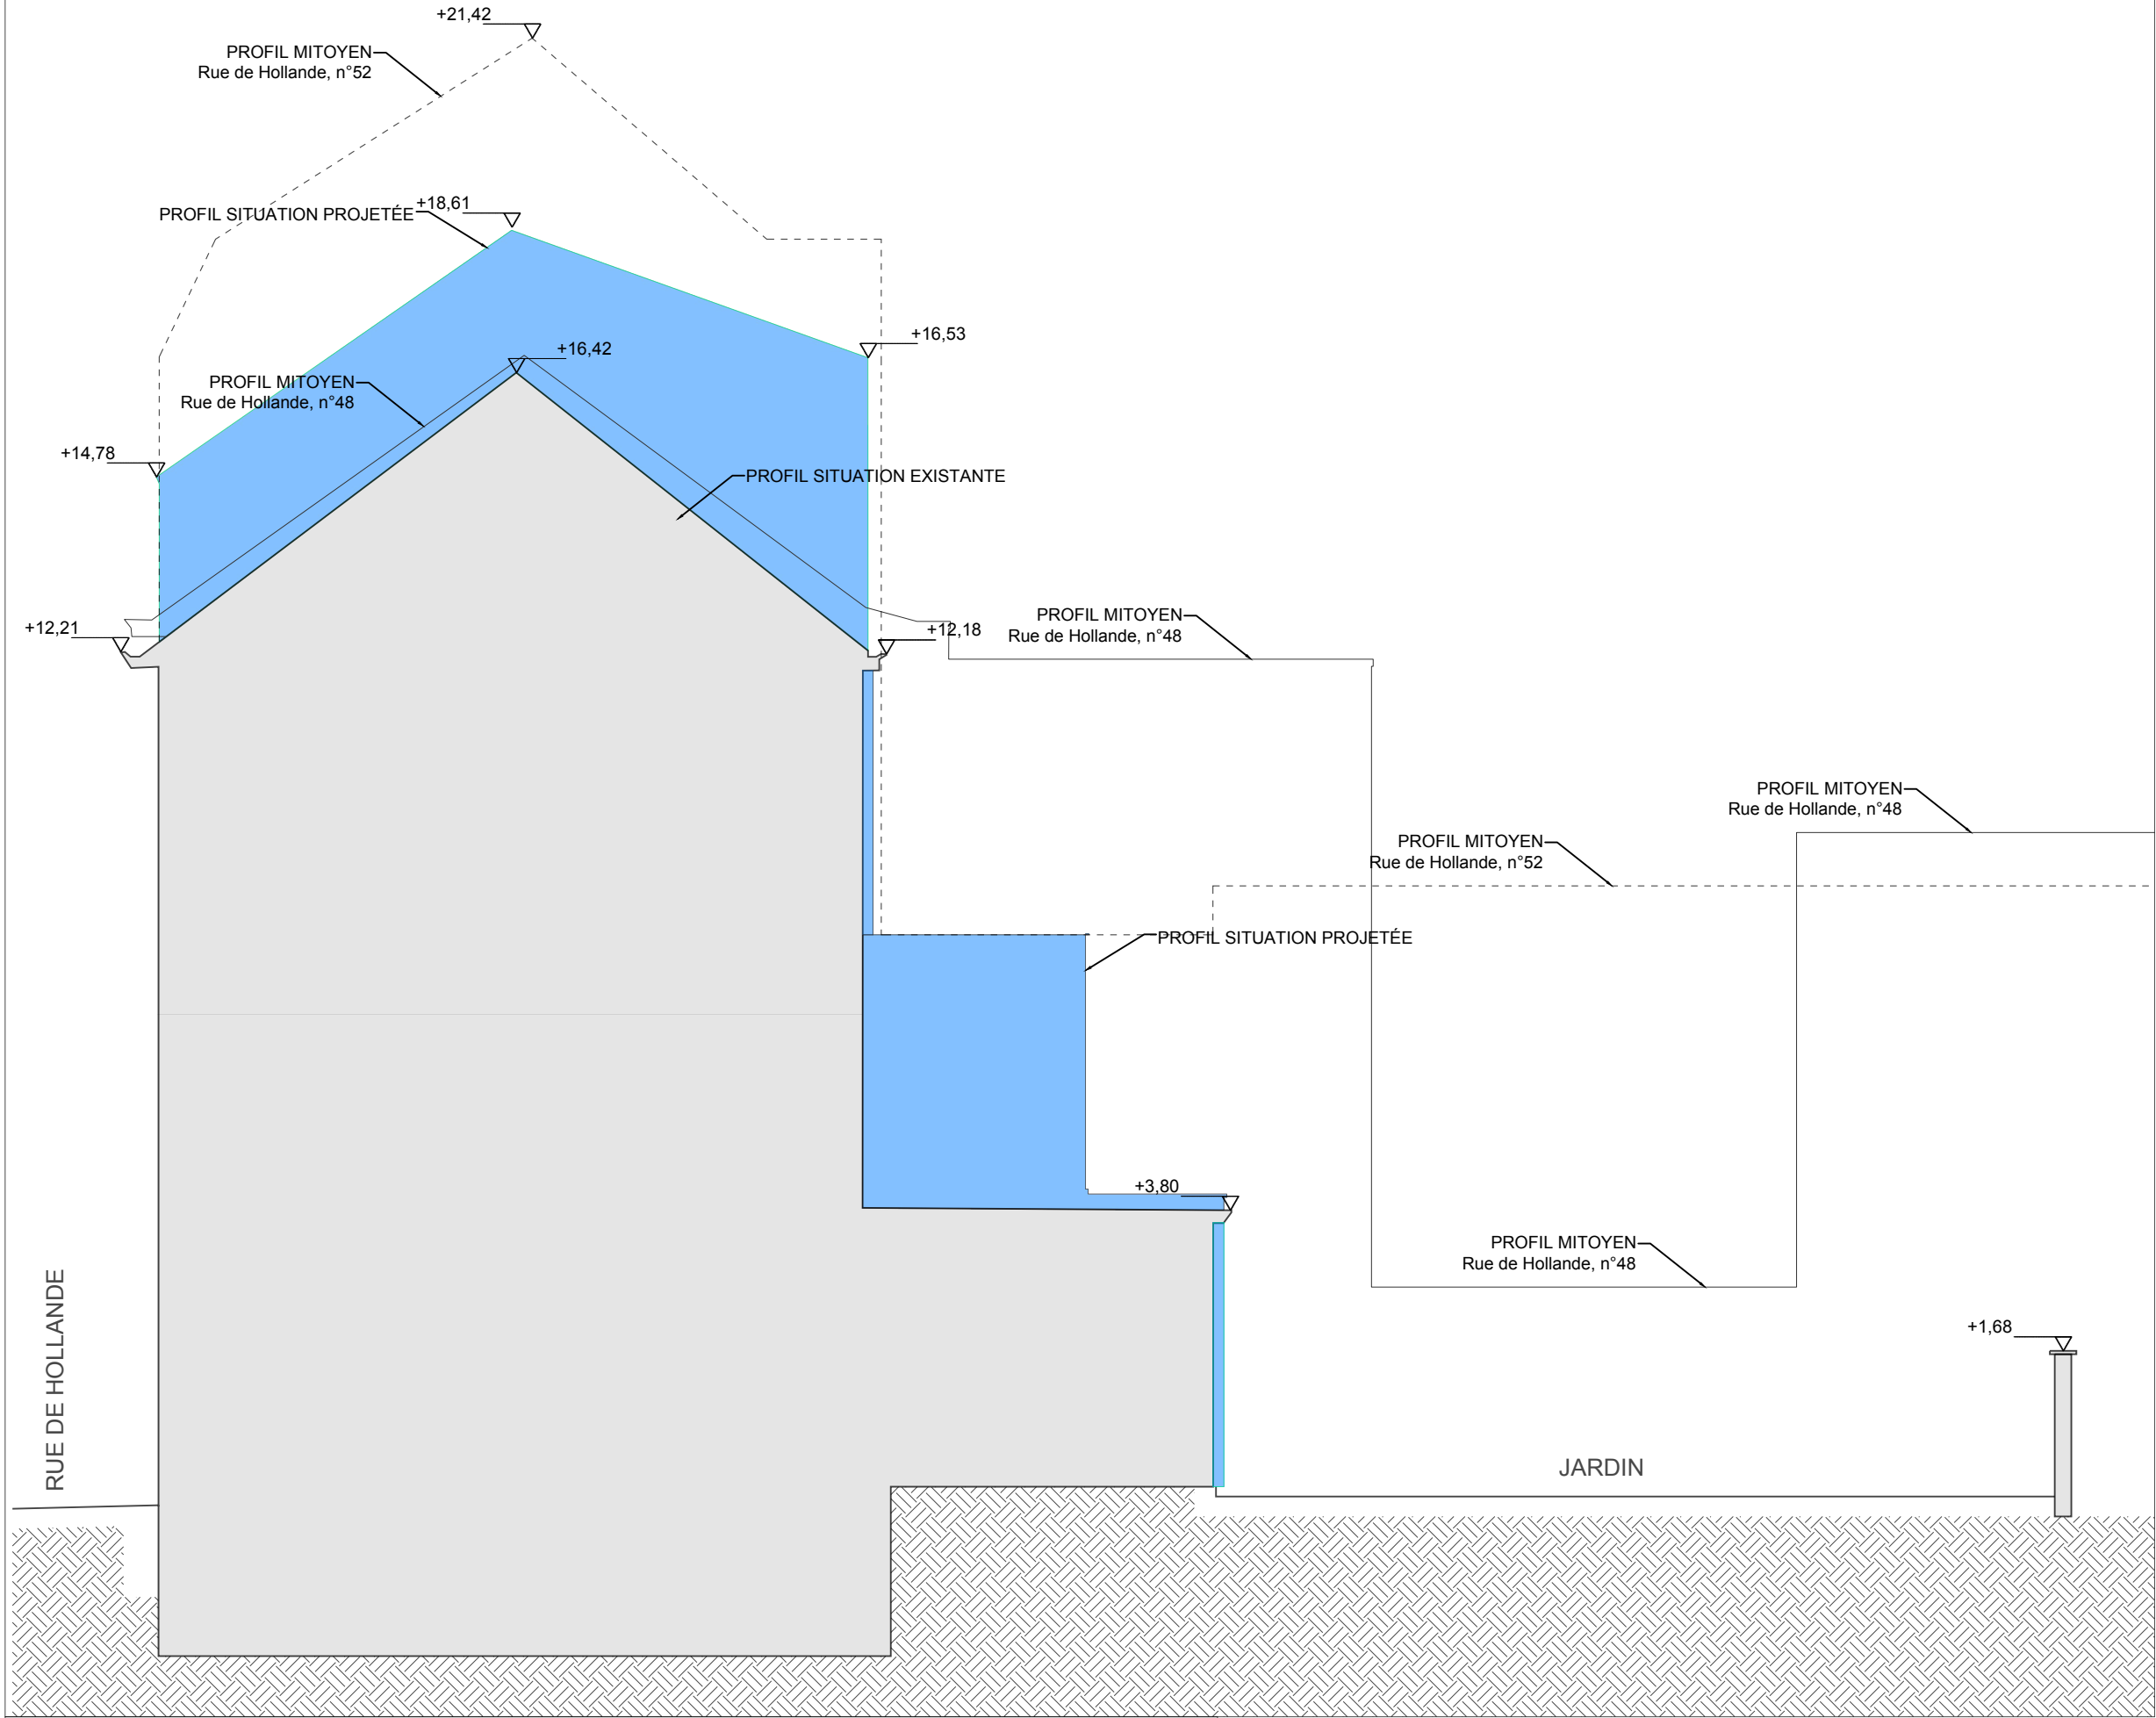 +21,42
PROFIL MITOYEN
Rue de Hollande, n°52
+18,61
PROFIL SITUATION PROJETÉE
+16,53
+16,42
PROFIL MITOYEN
Rue de Hollande, n°48
+14,78
PROFIL SITUATION EXISTANTE
PROFIL MITOYEN
Rue de Hollande, n°48
+12,21
+12,18
PROFIL MITOYEN
Rue de Hollande, n°48
PROFIL MITOYEN
Rue de Hollande, n°52
PROFIL SITUATION PROJETÉE
+3,80
PROFIL MITOYEN
Rue de Hollande, n°48
+1,68
RUE DE HOLLANDE
JARDIN